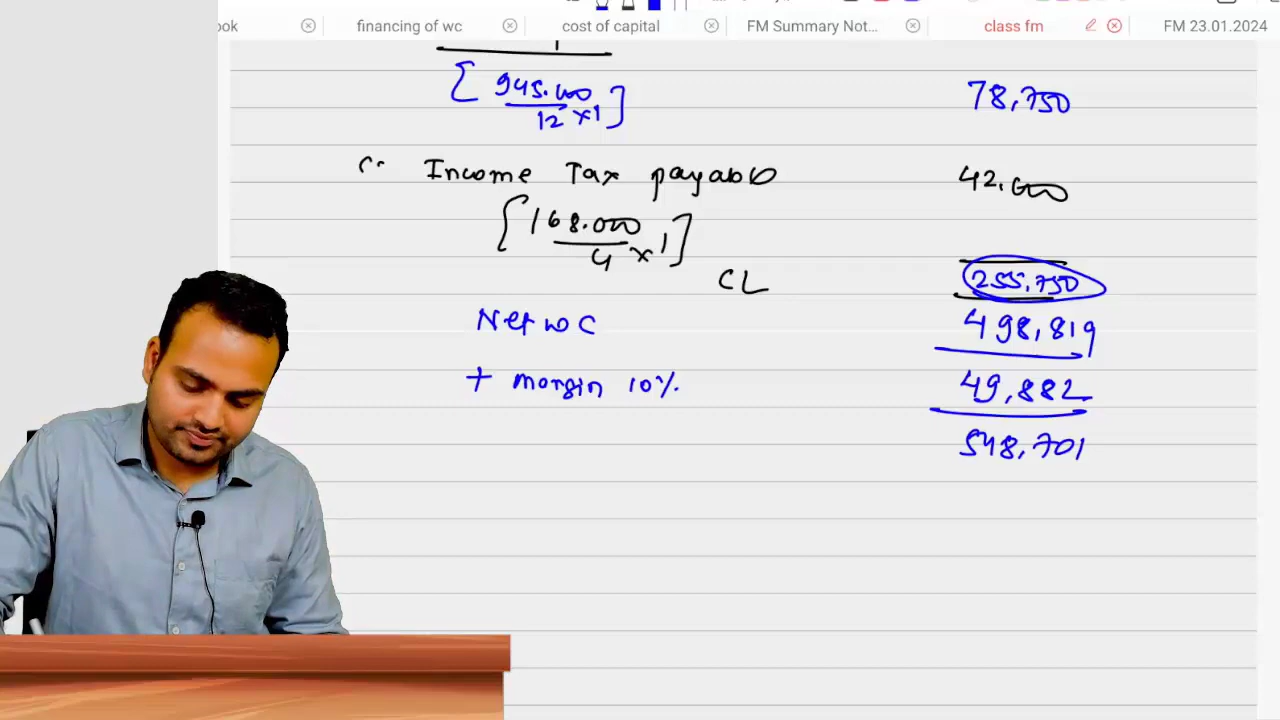 ook financing of wc cost of capital FM Summary Not... class fm FM 23.01.2024
[945.000 78,750
12 x1]
Income Tax payable 42.000
[168.000
4 x1]
CL 255,750
Net WC 498,819
+ margin 10% 49,882
548,701